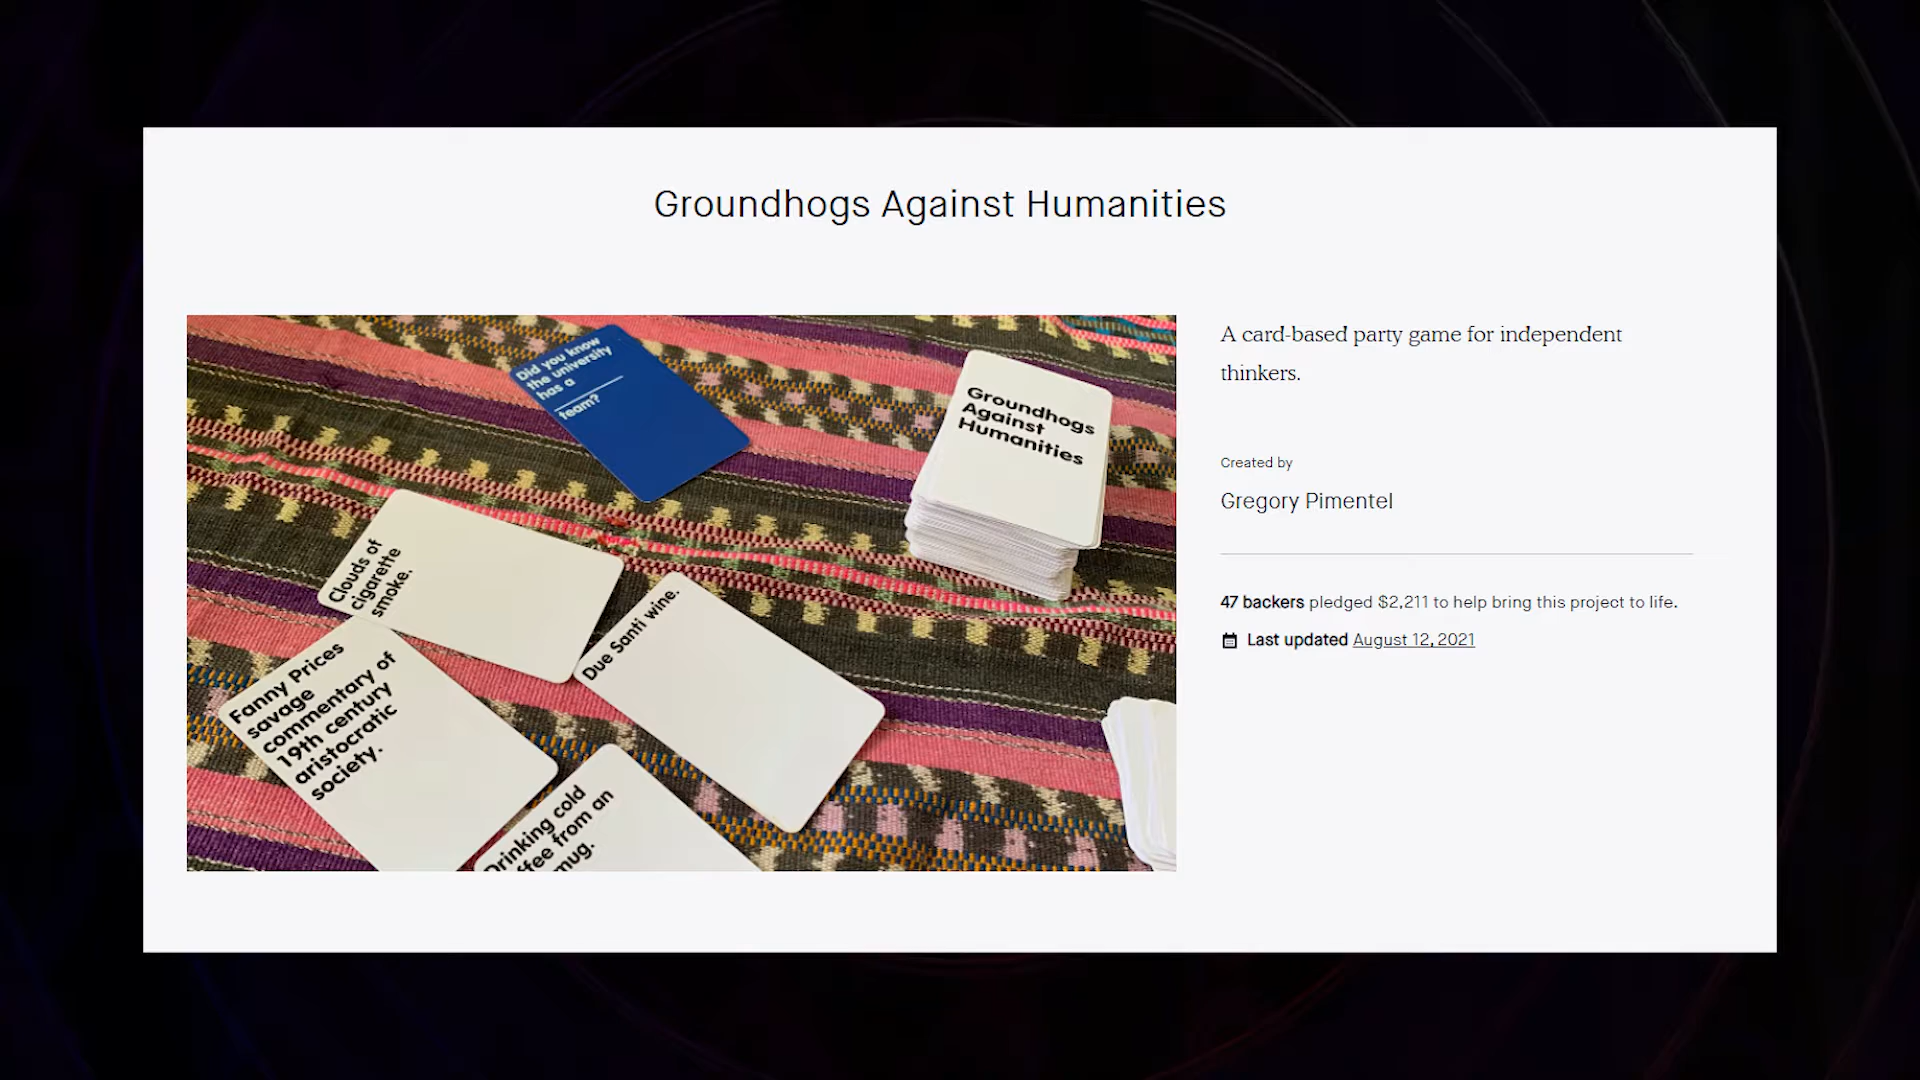 Groundhogs Against Humanities
Did you know
the university
has a
team?
Groundhogs
Against
Humanities
Clouds of
cigarette
smoke.
Due Santi wine.
Fanny Prices
savage
commentary of
19th century
aristocratic
society.
Drinking cold
ffee from an
mug.
A card-based party game for independent
thinkers.
Created by
Gregory Pimentel
47 backers pledged $2,211 to help bring this project to life.
Last updated August 12, 2021